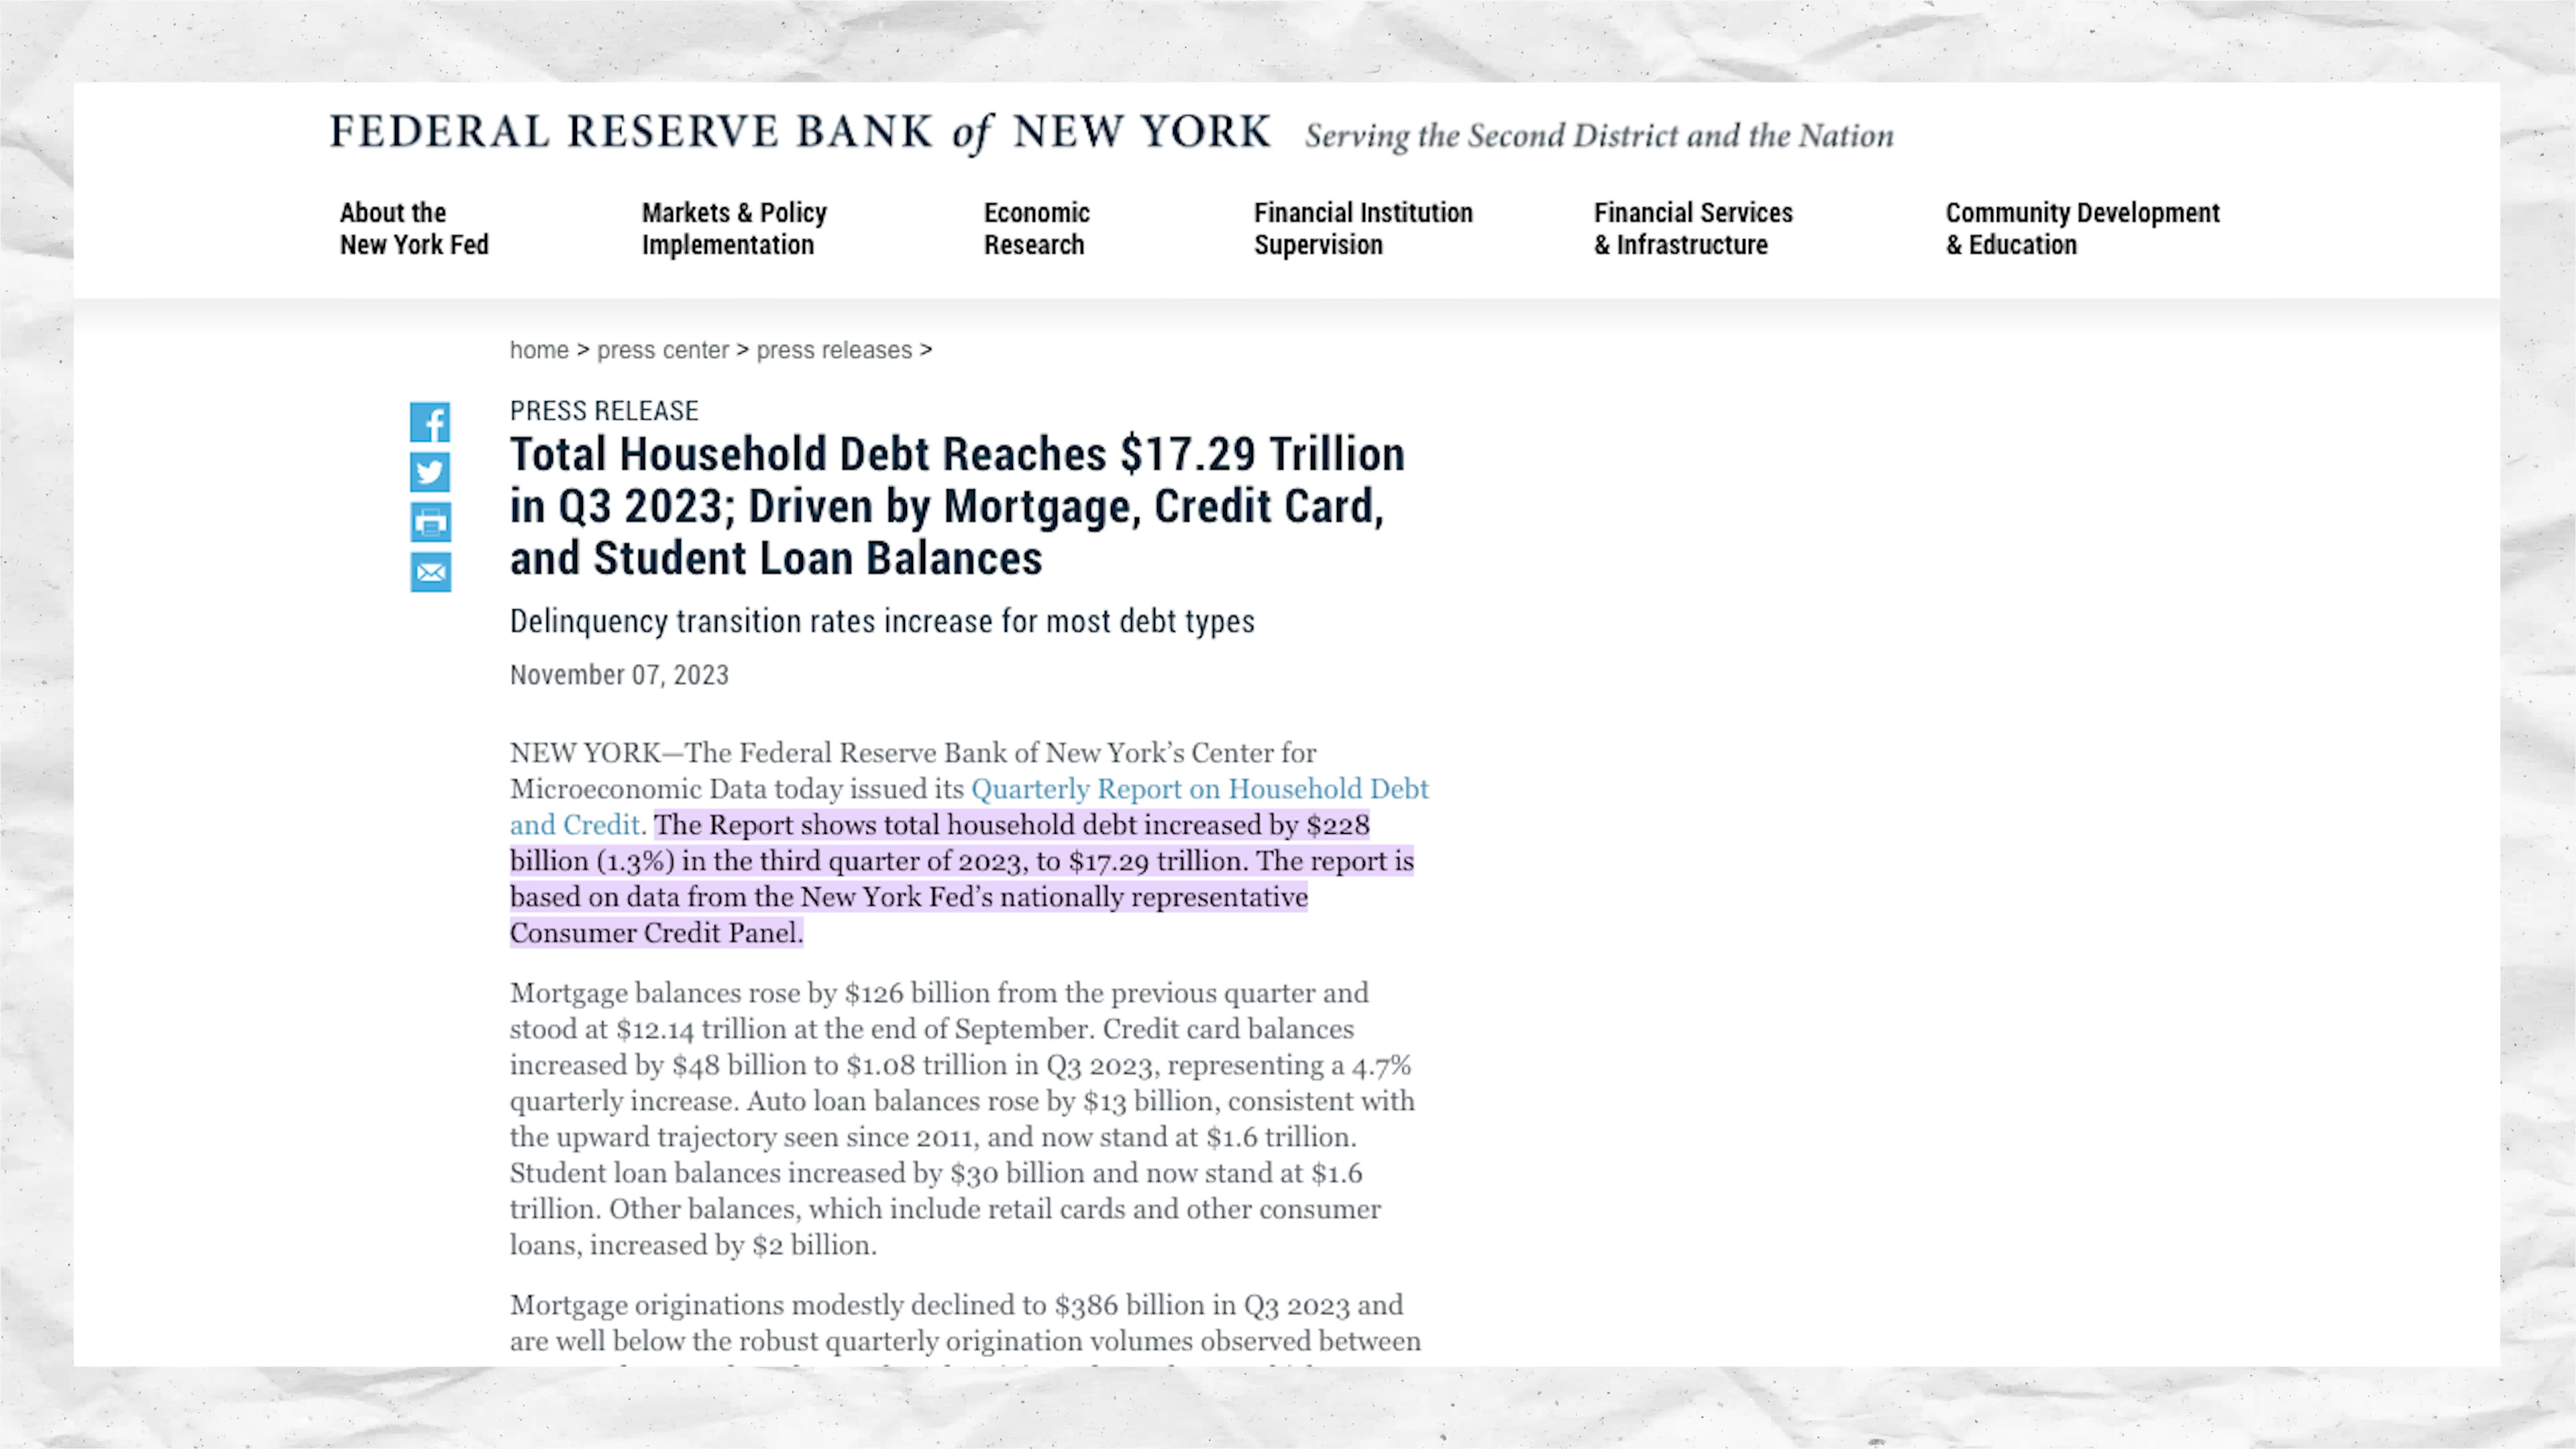 FEDERAL RESERVE BANK of NEW YORK Serving the Second District and the Nation
About the
New York Fed
Markets & Policy
Implementation
Economic
Research
Financial Institution
Supervision
Financial Services
& Infrastructure
Community Development
& Education
home > press center > press releases >
PRESS RELEASE
Total Household Debt Reaches $17.29 Trillion
in Q3 2023; Driven by Mortgage, Credit Card,
and Student Loan Balances
Delinquency transition rates increase for most debt types
November 07, 2023
NEW YORK—The Federal Reserve Bank of New York’s Center for
Microeconomic Data today issued its Quarterly Report on Household Debt
and Credit. The Report shows total household debt increased by $228
billion (1.3%) in the third quarter of 2023, to $17.29 trillion. The report is
based on data from the New York Fed’s nationally representative
Consumer Credit Panel.
Mortgage balances rose by $126 billion from the previous quarter and
stood at $12.14 trillion at the end of September. Credit card balances
increased by $48 billion to $1.08 trillion in Q3 2023, representing a 4.7%
quarterly increase. Auto loan balances rose by $13 billion, consistent with
the upward trajectory seen since 2011, and now stand at $1.6 trillion.
Student loan balances increased by $30 billion and now stand at $1.6
trillion. Other balances, which include retail cards and other consumer
loans, increased by $2 billion.
Mortgage originations modestly declined to $386 billion in Q3 2023 and
are well below the robust quarterly origination volumes observed between